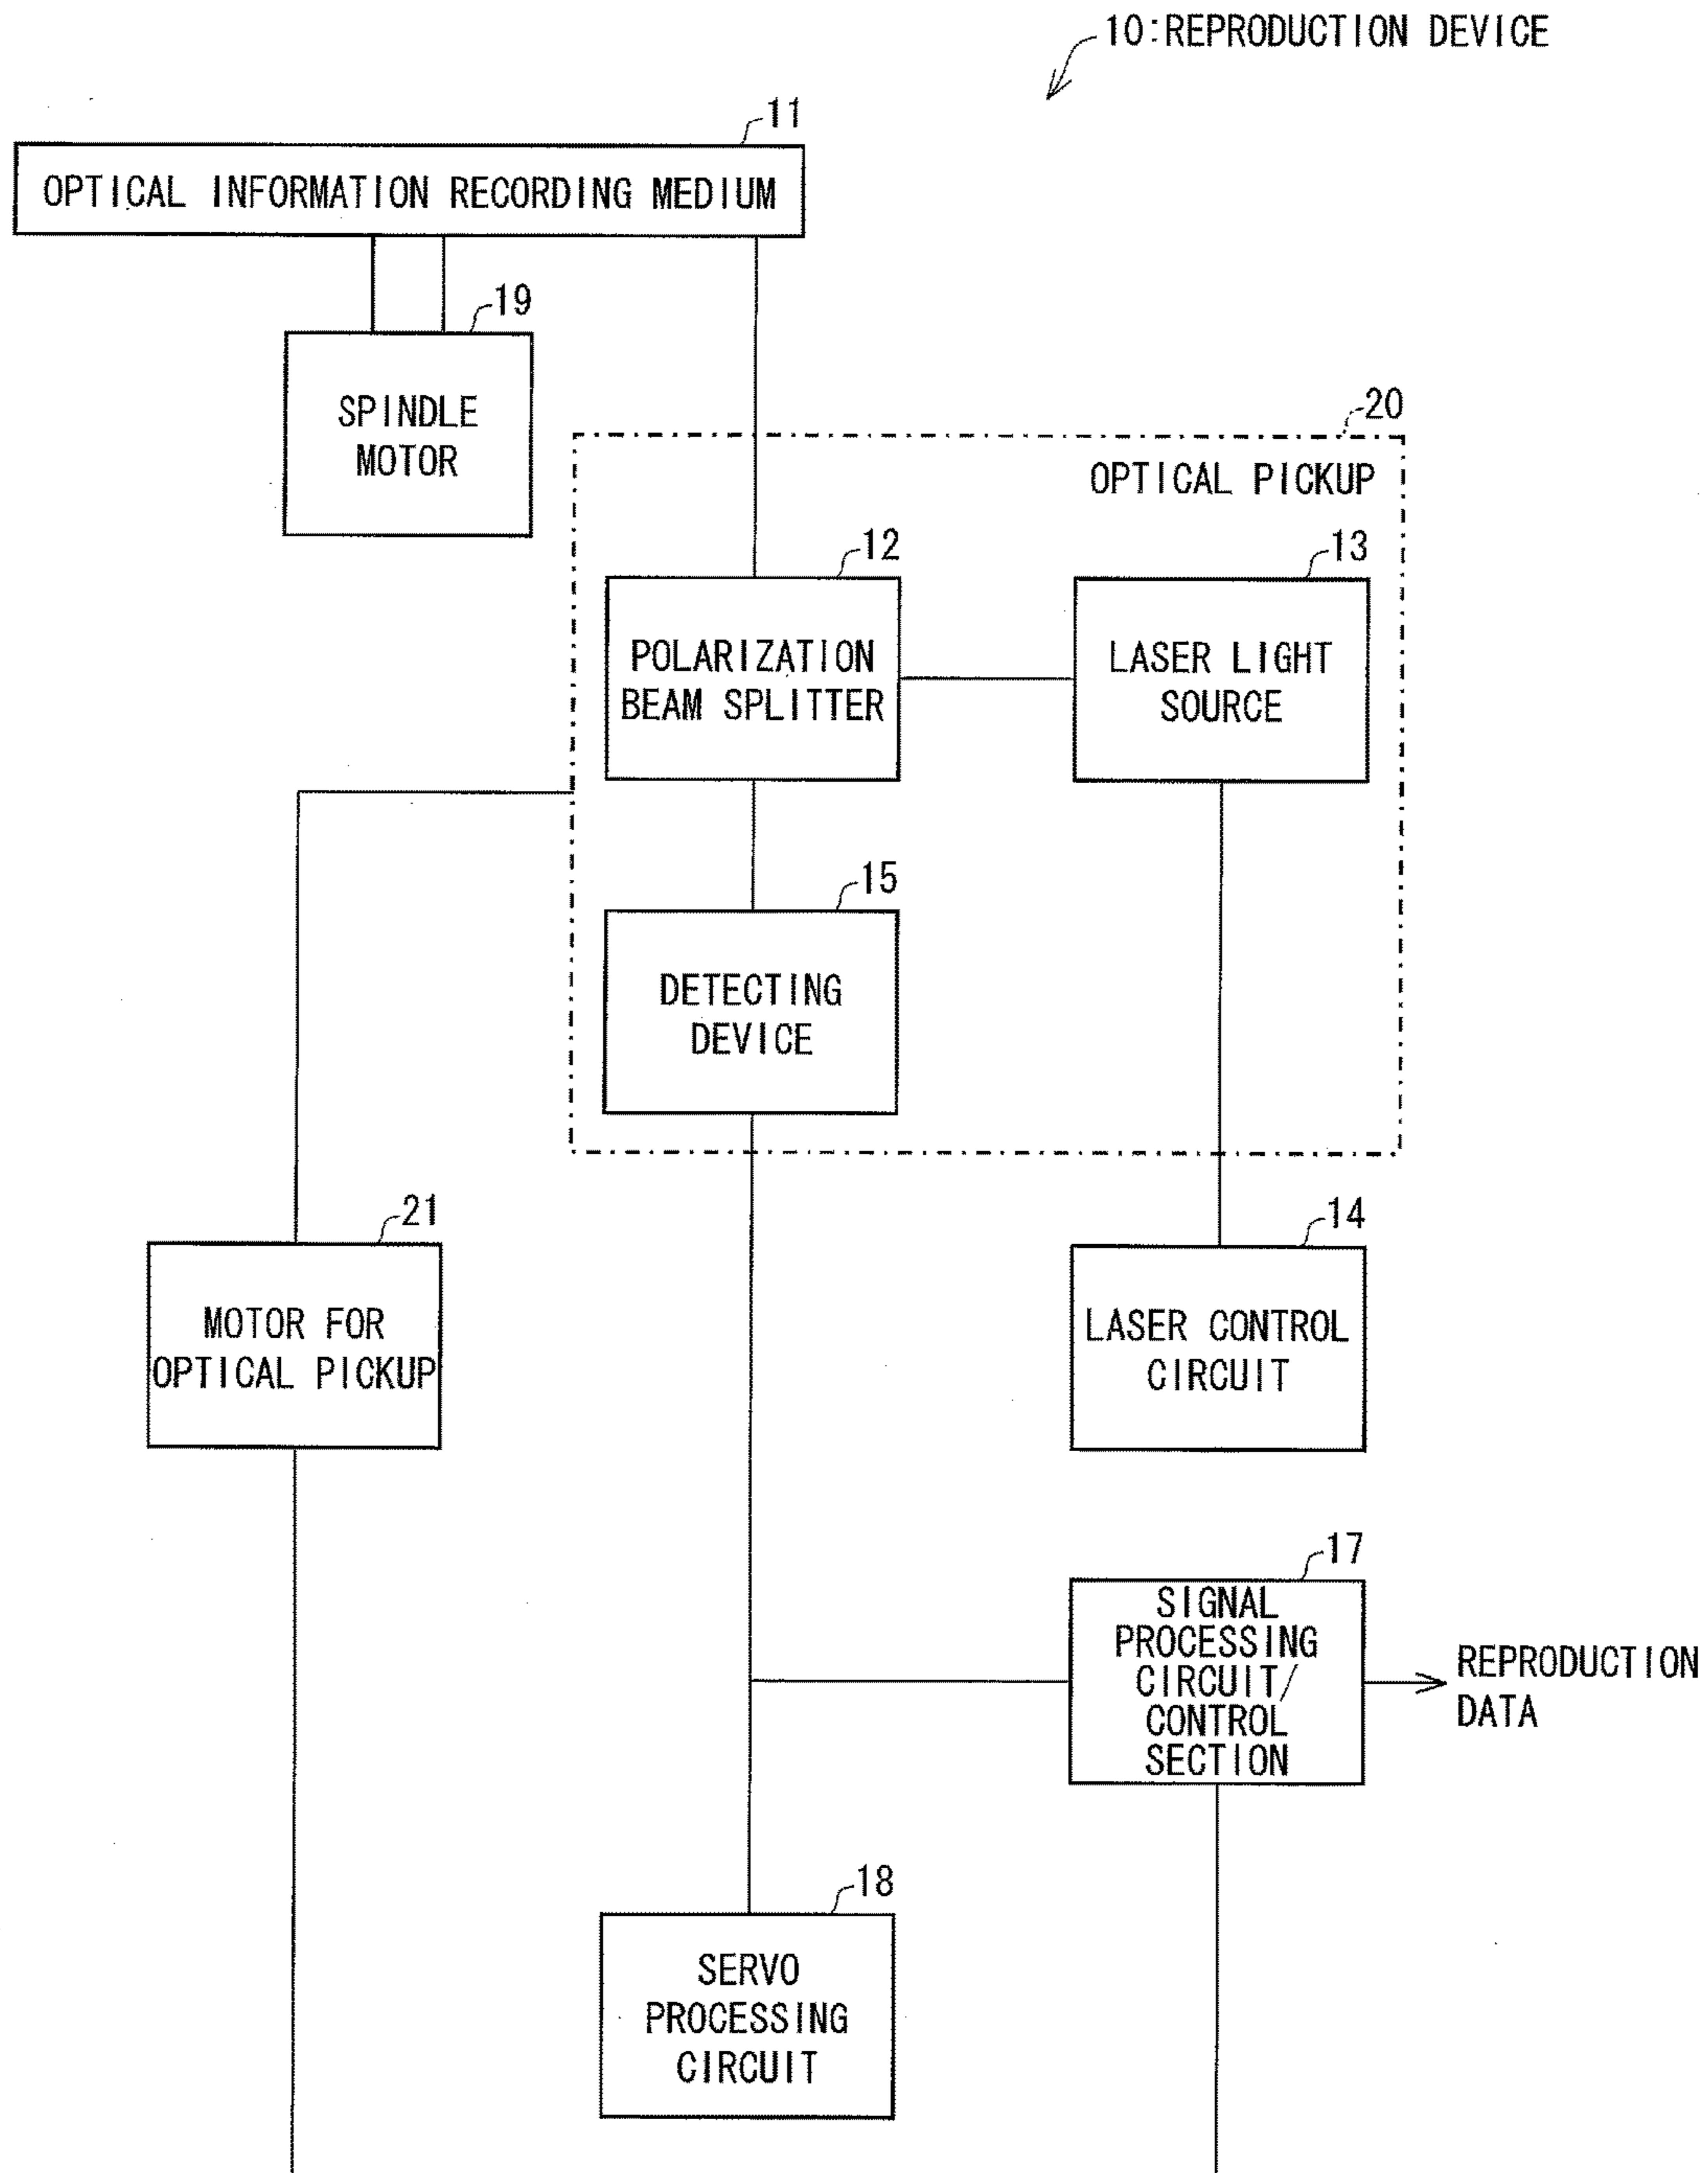 10:REPRODUCTION DEVICE
11
OPTICAL INFORMATION RECORDING MEDIUM
19
SPINDLE
MOTOR
20
OPTICAL PICKUP
12
POLARIZATION
BEAM SPLITTER
13
LASER LIGHT
SOURCE
15
DETECTING
DEVICE
21
MOTOR FOR
OPTICAL PICKUP
14
LASER CONTROL
CIRCUIT
17
SIGNAL
PROCESSING
CIRCUIT/
CONTROL
SECTION
REPRODUCTION
DATA
18
SERVO
PROCESSING
CIRCUIT